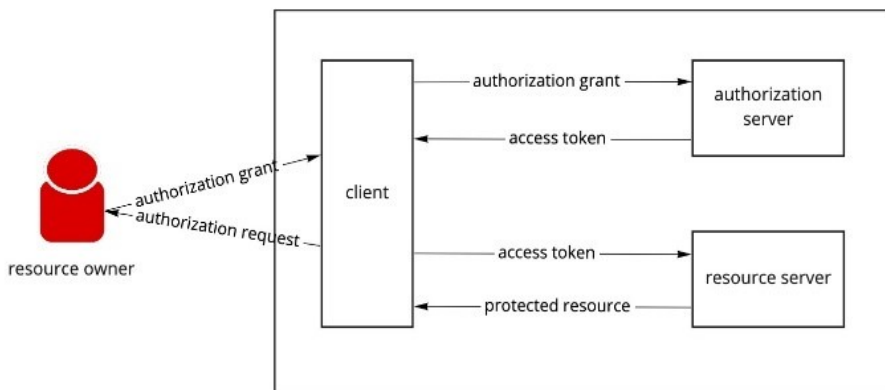 authorization grant
authorization
server
access token
authorization grant
client
authorization request
resource owner
access token
resource server
protected resource